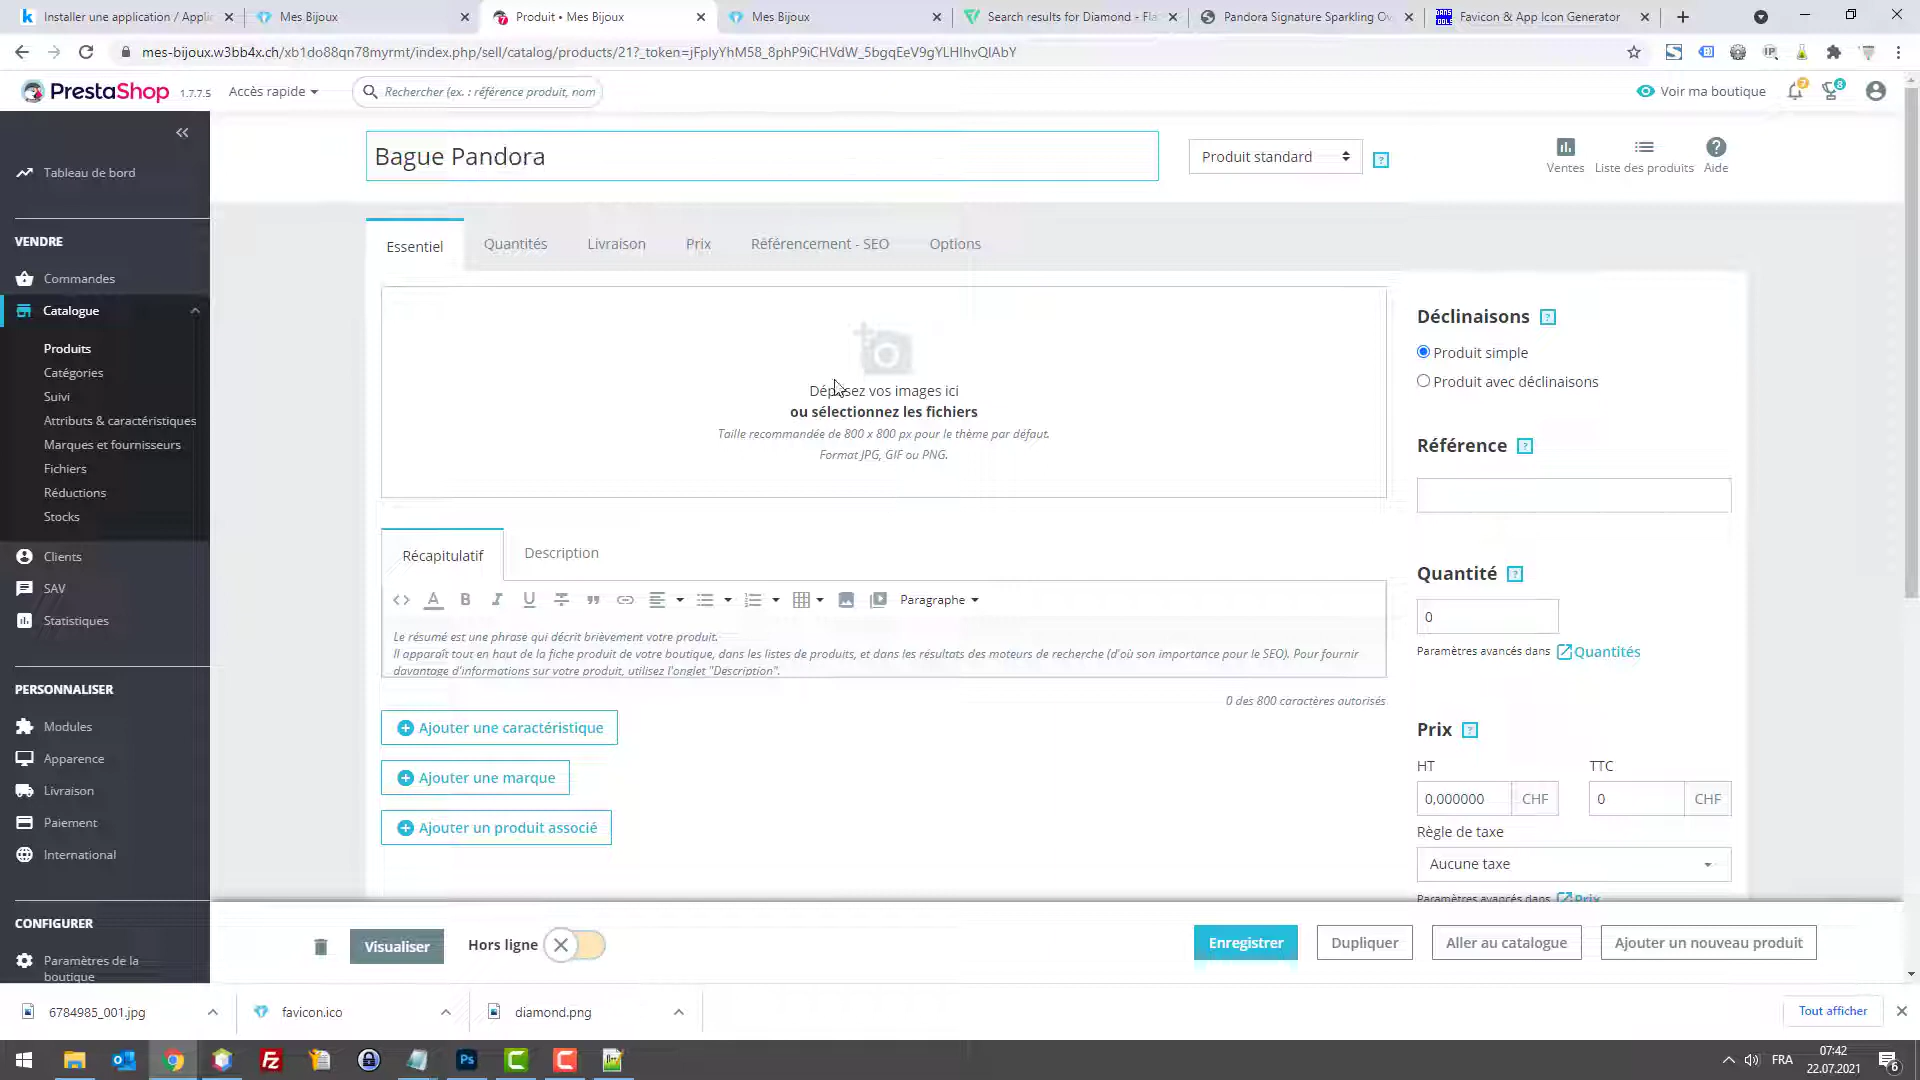 Installer une application / Appli
Mes Bijoux
Produit • Mes Bijoux
Mes Bijoux
Search results for Diamond - Fla
Pandora Signature Sparkling Ov
Favicon & App Icon Generator
mes-bijoux.w3bb4x.ch/xb1do88qn78myrmt/index.php/sell/catalog/products/21?_token=jFpIyYhM58_8phP9iCHVdW_5bgqEeV9gYLHIhvQIAbY
PrestaShop 1.7.7.5
Accès rapide
Rechercher (ex. : référence produit, nom
Voir ma boutique
Bague Pandora
Produit standard
?
Ventes
Liste des produits
Aide
Tableau de bord
VENDRE
Commandes
Catalogue
Produits
Catégories
Suivi
Attributs & caractéristiques
Marques et fournisseurs
Fichiers
Réductions
Stocks
Clients
SAV
Statistiques
PERSONNALISER
Modules
Apparence
Livraison
Paiement
International
CONFIGURER
Paramètres de la
boutique
Essentiel
Quantités
Livraison
Prix
Référencement - SEO
Options
Déposez vos images ici
ou sélectionnez les fichiers
Taille recommandée de 800 x 800 px pour le thème par défaut.
Format JPG, GIF ou PNG.
Récapitulatif
Description
Paragraphe
Le résumé est une phrase qui décrit brièvement votre produit.
Il apparaît tout en haut de la fiche produit de votre boutique, dans les listes de produits, et dans les résultats des moteurs de recherche (d'où son importance pour le SEO). Pour fournir
davantage d'informations sur votre produit, utilisez l'onglet "Description".
0 des 800 caractères autorisés
Ajouter une caractéristique
Ajouter une marque
Ajouter un produit associé
Déclinaisons ?
Produit simple
Produit avec déclinaisons
Référence ?
Quantité ?
0
Paramètres avancés dans Quantités
Prix ?
HT
TTC
0,000000 CHF
0 CHF
Règle de taxe
Aucune taxe
Paramètres avancés dans Prix
Visualiser
Hors ligne
Enregistrer
Dupliquer
Aller au catalogue
Ajouter un nouveau produit
6784985_001.jpg
favicon.ico
diamond.png
Tout afficher
FRA
07:42
22.07.2021
6